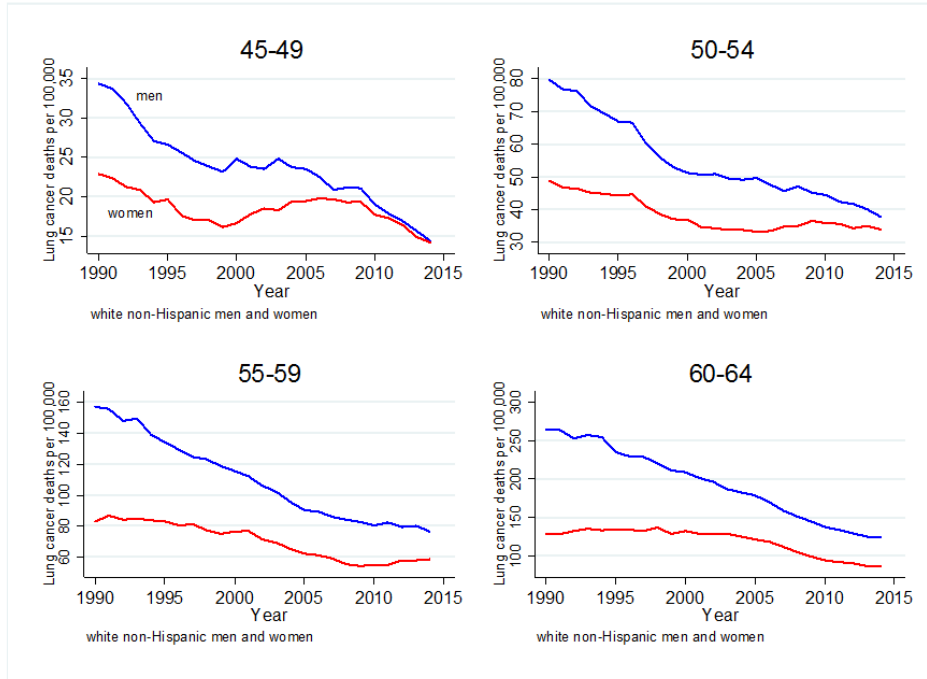 45-49
Lung cancer deaths per 100,000
35
30
25
20
15
men
women
1990 1995 2000 2005 2010 2015
Year
white non-Hispanic men and women
50-54
Lung cancer deaths per 100,000
80
70
60
50
40
30
1990 1995 2000 2005 2010 2015
Year
white non-Hispanic men and women
55-59
Lung cancer deaths per 100,000
160
140
120
100
80
60
1990 1995 2000 2005 2010 2015
Year
white non-Hispanic men and women
60-64
Lung cancer deaths per 100,000
300
250
200
150
100
1990 1995 2000 2005 2010 2015
Year
white non-Hispanic men and women